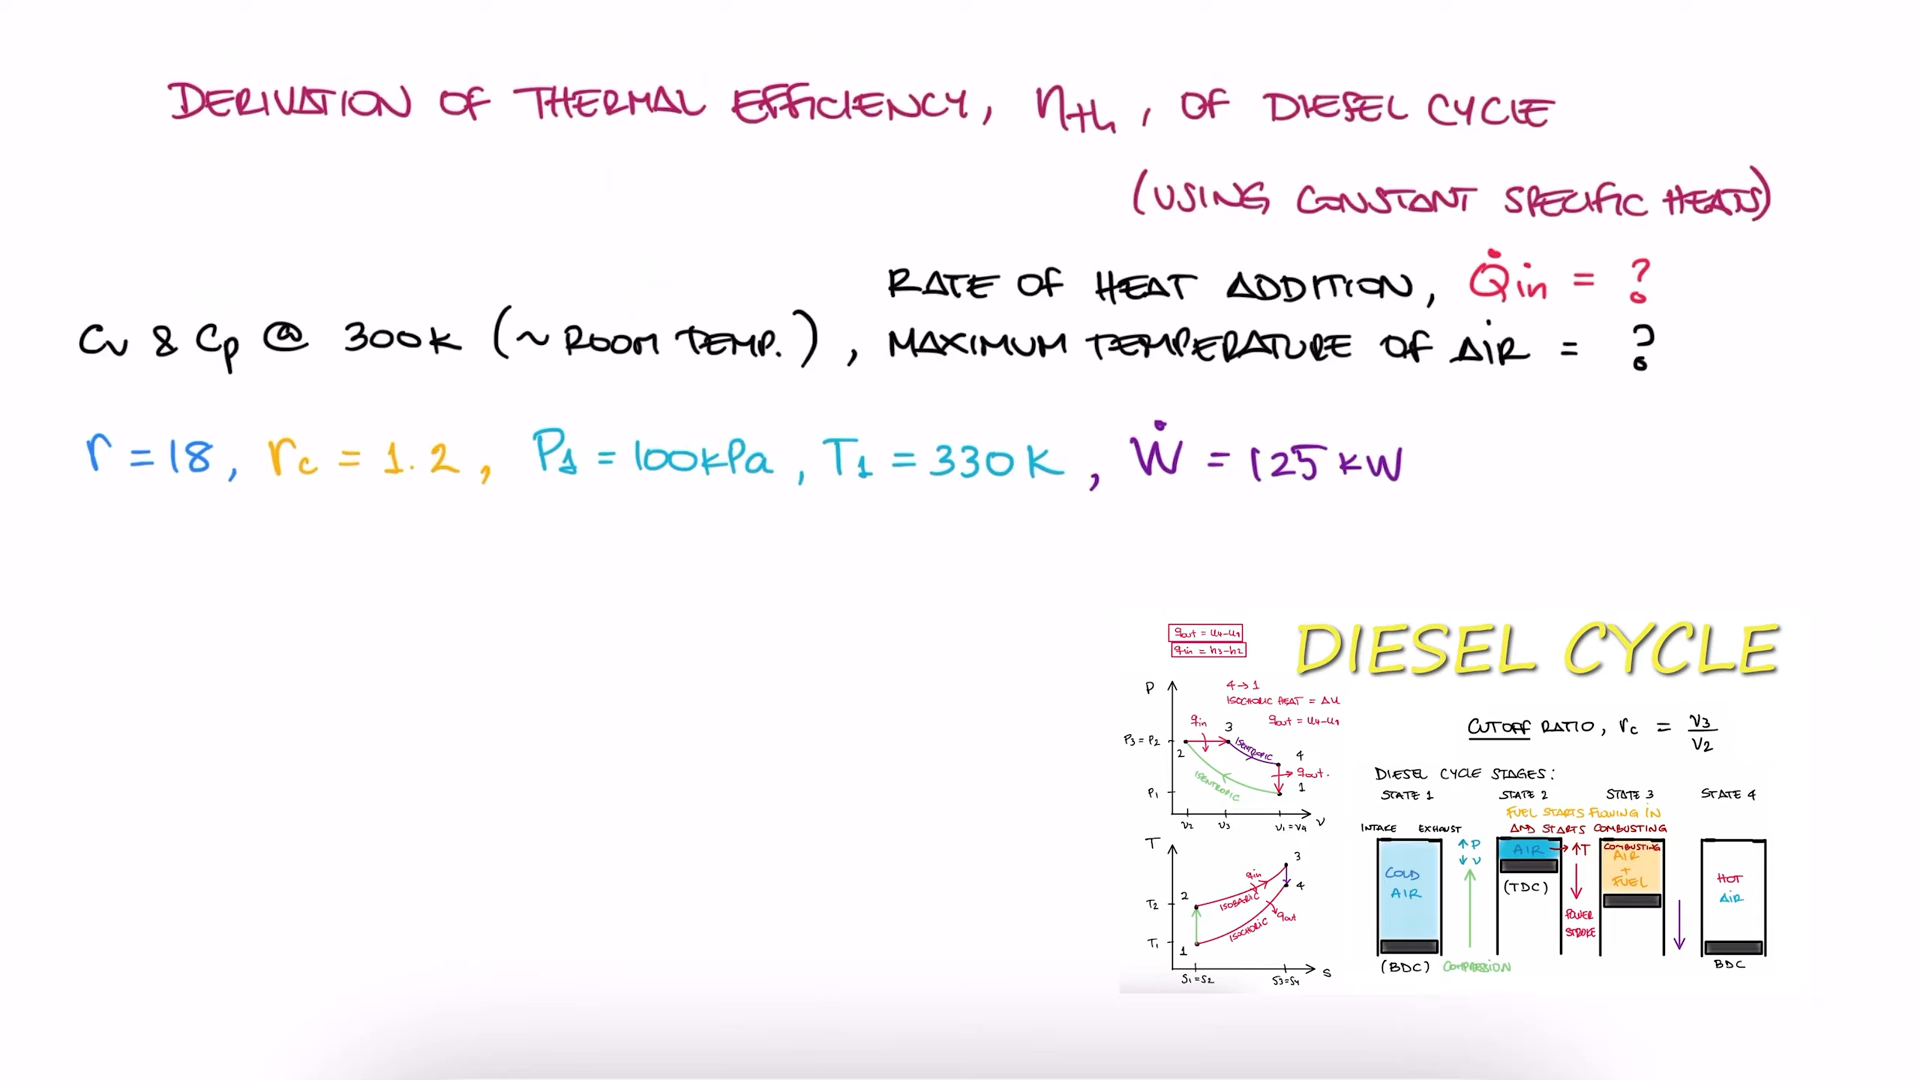 DERIVATION OF THERMAL EFFICIENCY, ηth, OF DIESEL CYCLE
(USING CONSTANT SPECIFIC HEATS)
RATE OF HEAT ADDITION, Q̇in = ?
Cv & Cp @ 300K (~ROOM TEMP.), MAXIMUM TEMPERATURE OF AIR = ?
r = 18, rc = 1.2, P1 = 100kPa, T1 = 330K, Ẇ = 125 kW
qout = u4-u1
qin = h3-h2
DIESEL CYCLE
P
4→1
ISOCHORIC HEAT = Δu
qout = u4-u1
qin
3
P3 = P2
2
ISENTROPIC
4
qout.
ISENTROPIC
P1
1
v2
v3
v1 = v4
v
CUTOFF RATIO, rc = v3/v2
T
3
qin
4
2
ISOBARIC
T2
qout
ISOCHORIC
T1
1
S1=S2
S3=S4
S
DIESEL CYCLE STAGES:
STATE 1
STATE 2
STATE 3
STATE 4
FUEL STARTS FLOWING IN
AND STARTS COMBUSTING
INTAKE
EXHAUST
↑P
↓v
AIR
→↑T
COMBUSTING
AIR
+
FUEL
COLD
AIR
(TDC)
POWER
STROKE
HOT
AIR
(BDC)
COMPRESSION
BDC